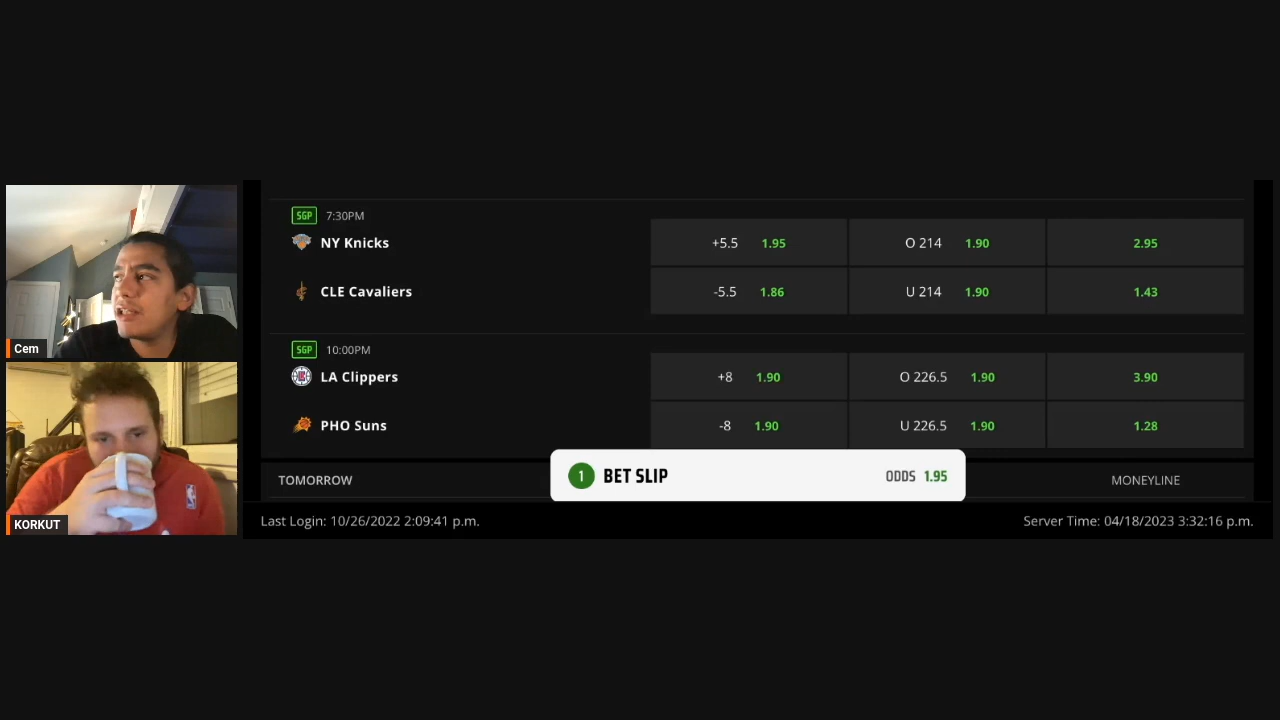 SGP 7:30PM
NY Knicks +5.5 1.95 O 214 1.90 2.95
CLE Cavaliers -5.5 1.86 U 214 1.90 1.43
SGP 10:00PM
LA Clippers +8 1.90 O 226.5 1.90 3.90
PHO Suns -8 1.90 U 226.5 1.90 1.28
TOMORROW MONEYLINE
1 BET SLIP ODDS 1.95
Last Login: 10/26/2022 2:09:41 p.m. Server Time: 04/18/2023 3:32:16 p.m.
Cem
KORKUT